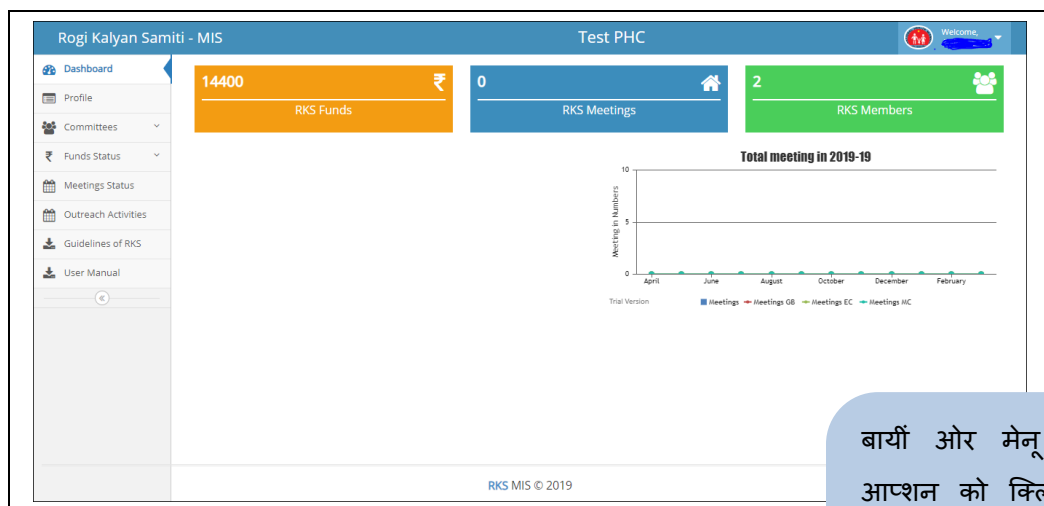 Rogi Kalyan Samiti - MIS
Test PHC
Welcome,
Dashboard
Profile
Committees
Funds Status
Meetings Status
Outreach Activities
Guidelines of RKS
User Manual
14400
RKS Funds
0
RKS Meetings
2
RKS Members
Total meeting in 2019-19
Meeting in Numbers
10
5
0
April June August October December February
Trial Version
Meetings Meetings GB Meetings EC Meetings MC
RKS MIS © 2019
बायीं ओर मेनू
आप्शन को